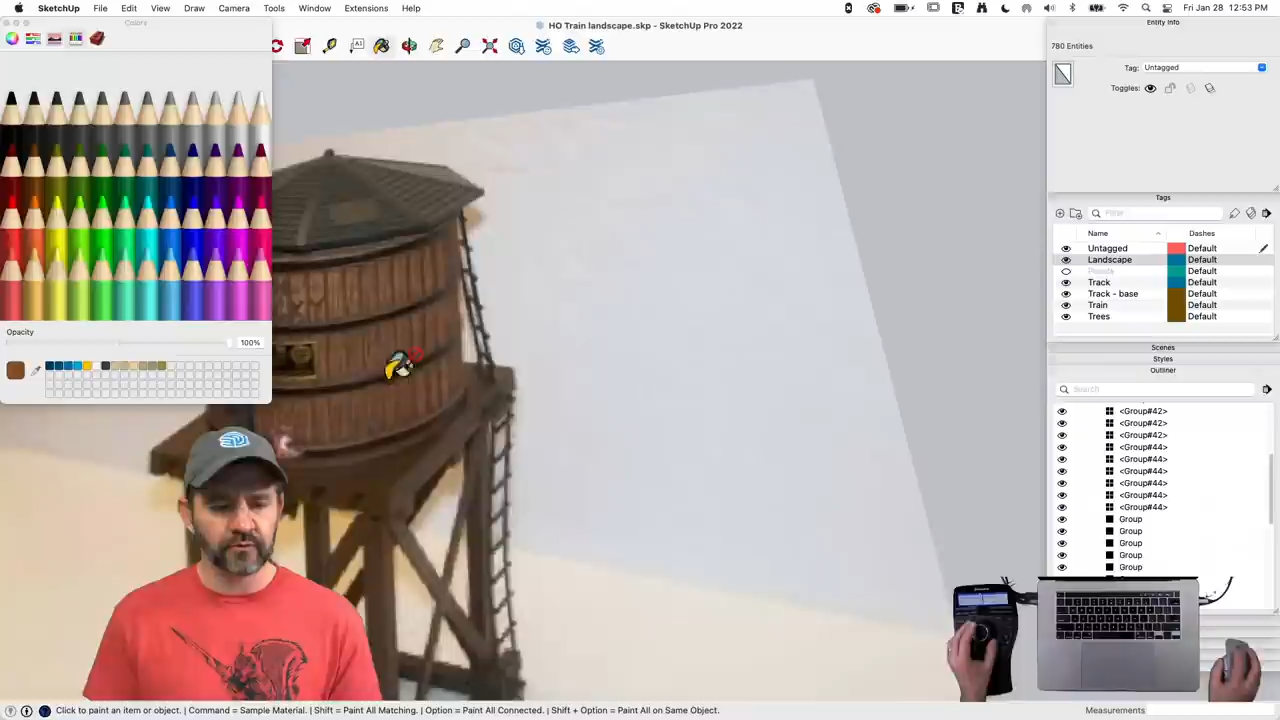 SketchUp File Edit View Draw Camera Tools Window Extensions Help Fri Jan 28 12:53 PM
Colors
HO Train landscape.skp - SketchUp Pro 2022
Entity Info
780 Entities
Tag: Untagged
Toggles:
Tags
Filter
Name Dashes
Untagged Default
Landscape Default
Default
Track Default
Track - base Default
Train Default
Trees Default
Opacity
100%
Scenes
Styles
Outliner
Search
<Group#42>
<Group#42>
<Group#42>
<Group#44>
<Group#44>
<Group#44>
<Group#44>
<Group#44>
<Group#44>
Group
Group
Group
Group
Group
Click to paint an item or object. | Command = Sample Material. | Shift = Paint All Matching. | Option = Paint All Connected. | Shift + Option = Paint All on Same Object.
Measurements